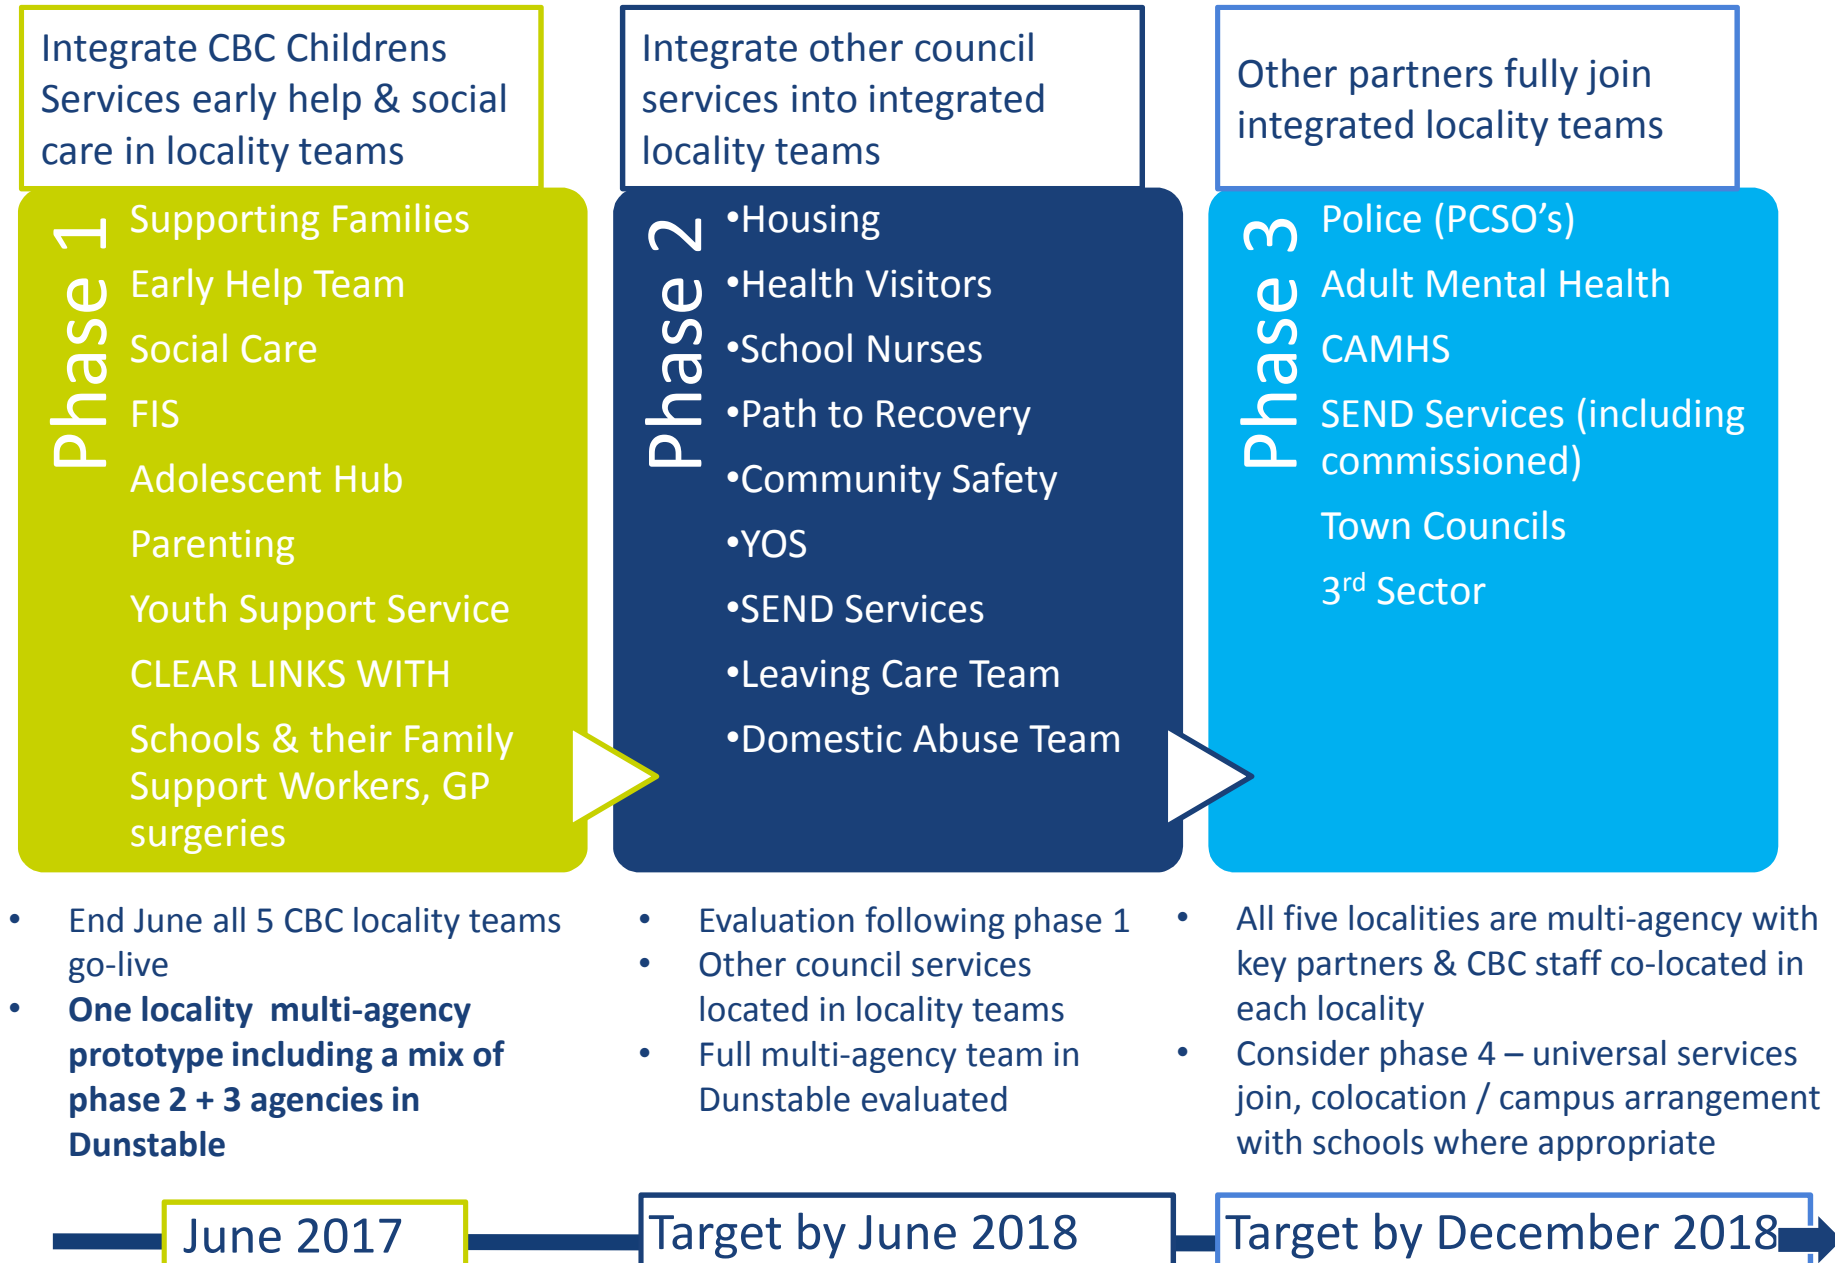 Integrate CBC Childrens
Services early help & social
care in locality teams
Phase 1
Supporting Families
Early Help Team
Social Care
FIS
Adolescent Hub
Parenting
Youth Support Service
CLEAR LINKS WITH
Schools & their Family
Support Workers, GP
surgeries
• End June all 5 CBC locality teams
go-live
• One locality multi-agency
prototype including a mix of
phase 2 + 3 agencies in
Dunstable
June 2017
Integrate other council
services into integrated
locality teams
Phase 2
•Housing
•Health Visitors
•School Nurses
•Path to Recovery
•Community Safety
•YOS
•SEND Services
•Leaving Care Team
•Domestic Abuse Team
• Evaluation following phase 1
• Other council services
located in locality teams
• Full multi-agency team in
Dunstable evaluated
Target by June 2018
Other partners fully join
integrated locality teams
Phase 3
Police (PCSO’s)
Adult Mental Health
CAMHS
SEND Services (including
commissioned)
Town Councils
3rd Sector
• All five localities are multi-agency with
key partners & CBC staff co-located in
each locality
• Consider phase 4 – universal services
join, colocation / campus arrangement
with schools where appropriate
Target by December 2018